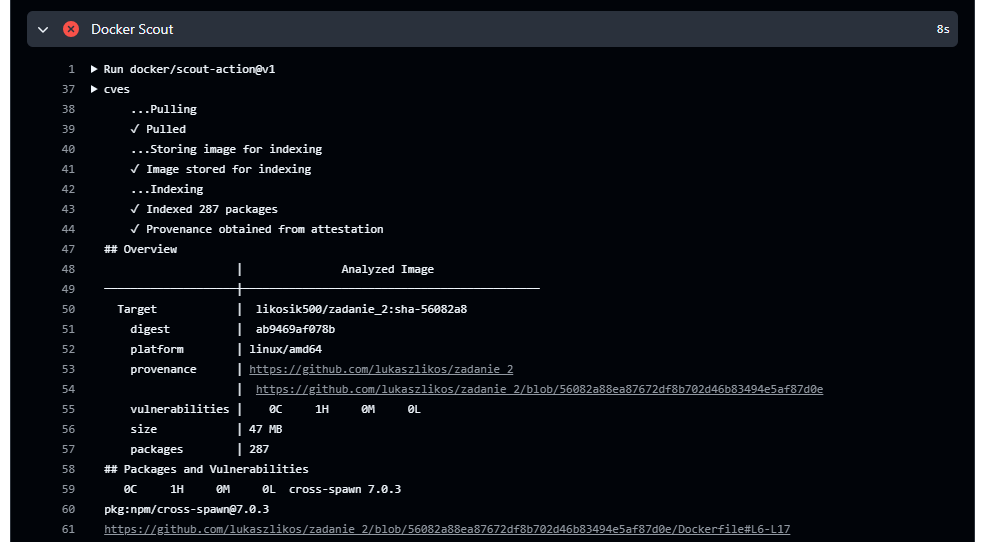 Docker Scout 8s
1 ▶ Run docker/scout-action@v1
37 ▶ cves
38 ...Pulling
39 ✓ Pulled
40 ...Storing image for indexing
41 ✓ Image stored for indexing
42 ...Indexing
43 ✓ Indexed 287 packages
44 ✓ Provenance obtained from attestation
47 ## Overview
48 │ Analyzed Image
49 ────────────────────┼──────────────────────────────
50 Target │ likosik500/zadanie_2:sha-56082a8
51 digest │ ab9469af078b
52 platform │ linux/amd64
53 provenance │ https://github.com/lukaszlikos/zadanie_2
54 │ https://github.com/lukaszlikos/zadanie_2/blob/56082a88ea87672df8b702d46b83494e5af87d0e
55 vulnerabilities │ 0C 1H 0M 0L
56 size │ 47 MB
57 packages │ 287
58 ## Packages and Vulnerabilities
59 0C 1H 0M 0L cross-spawn 7.0.3
60 pkg:npm/cross-spawn@7.0.3
61 https://github.com/lukaszlikos/zadanie_2/blob/56082a88ea87672df8b702d46b83494e5af87d0e/Dockerfile#L6-L17